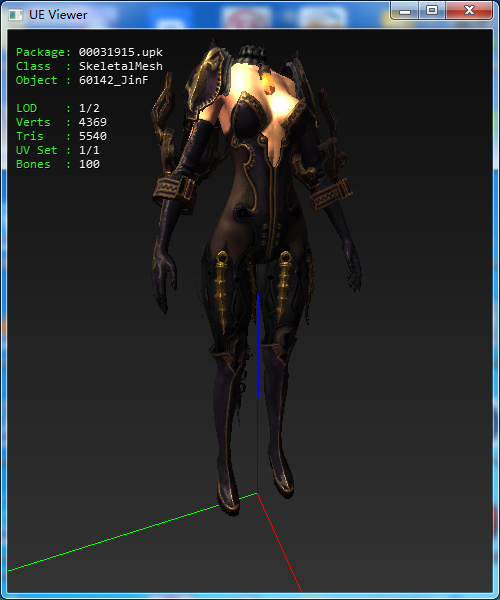 UE Viewer
Package: 00031915.upk
Class : SkeletalMesh
Object : 60142_JinF
LOD : 1/2
Verts : 4369
Tris : 5540
UV Set : 1/1
Bones : 100